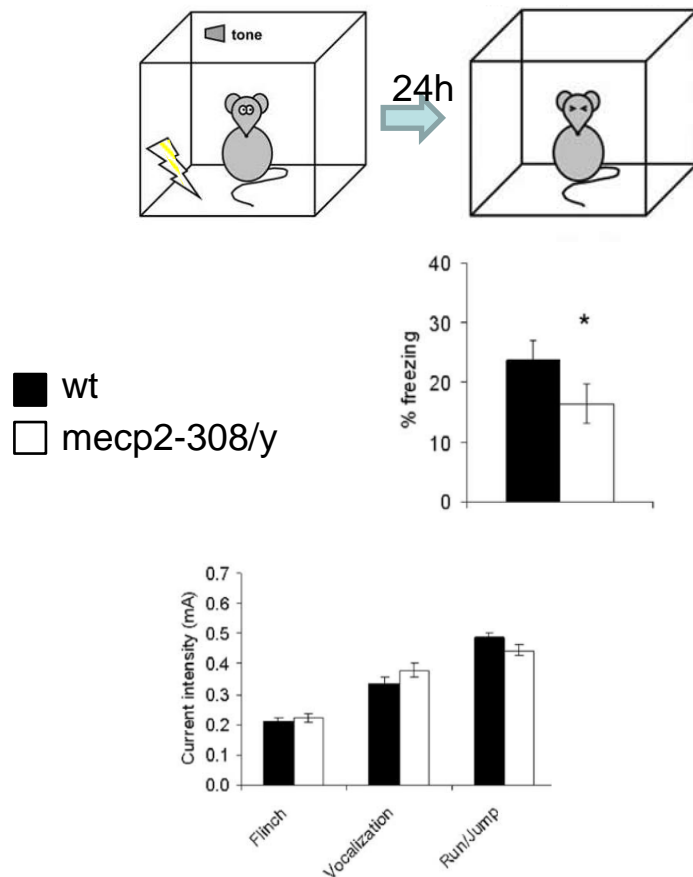 tone
24h
40
*
30
20
10
0
% freezing
wt
mecp2-308/y
0.7
0.6
0.5
0.4
0.3
0.2
0.1
0.0
Current intensity (mA)
Flinch
Vocalization
Run/Jump